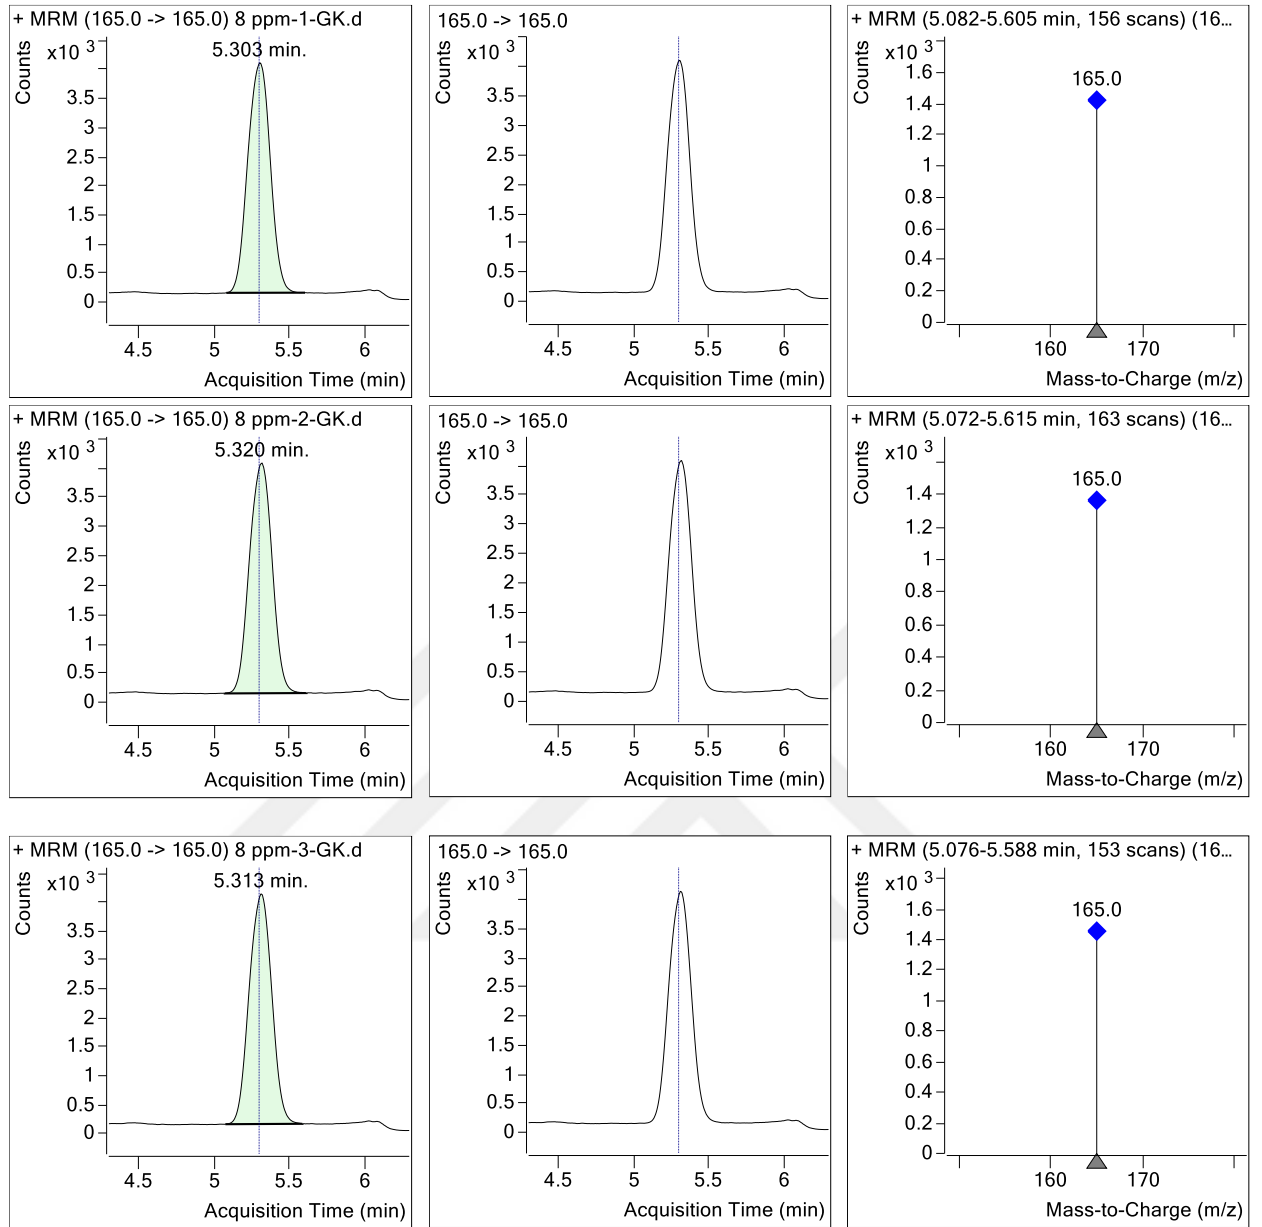 + MRM (165.0 -> 165.0) 8 ppm-1-GK.d
Counts
x10 3
5.303 min.
3.5
3
2.5
2
1.5
1
0.5
0
4.5 5 5.5 6
Acquisition Time (min)
165.0 -> 165.0
Counts
x10 3
3.5
3
2.5
2
1.5
1
0.5
0
4.5 5 5.5 6
Acquisition Time (min)
+ MRM (5.082-5.605 min, 156 scans) (16...
Counts
x10 3
165.0
1.6
1.4
1.2
1
0.8
0.6
0.4
0.2
0
160 170
Mass-to-Charge (m/z)
+ MRM (165.0 -> 165.0) 8 ppm-2-GK.d
Counts
x10 3
5.320 min.
3.5
3
2.5
2
1.5
1
0.5
0
4.5 5 5.5 6
Acquisition Time (min)
165.0 -> 165.0
Counts
x10 3
3.5
3
2.5
2
1.5
1
0.5
0
4.5 5 5.5 6
Acquisition Time (min)
+ MRM (5.072-5.615 min, 163 scans) (16...
Counts
x10 3
165.0
1.4
1.2
1
0.8
0.6
0.4
0.2
0
160 170
Mass-to-Charge (m/z)
+ MRM (165.0 -> 165.0) 8 ppm-3-GK.d
Counts
x10 3
5.313 min.
3.5
3
2.5
2
1.5
1
0.5
0
4.5 5 5.5 6
Acquisition Time (min)
165.0 -> 165.0
Counts
x10 3
3.5
3
2.5
2
1.5
1
0.5
0
4.5 5 5.5 6
Acquisition Time (min)
+ MRM (5.076-5.588 min, 153 scans) (16...
Counts
x10 3
165.0
1.6
1.4
1.2
1
0.8
0.6
0.4
0.2
0
160 170
Mass-to-Charge (m/z)